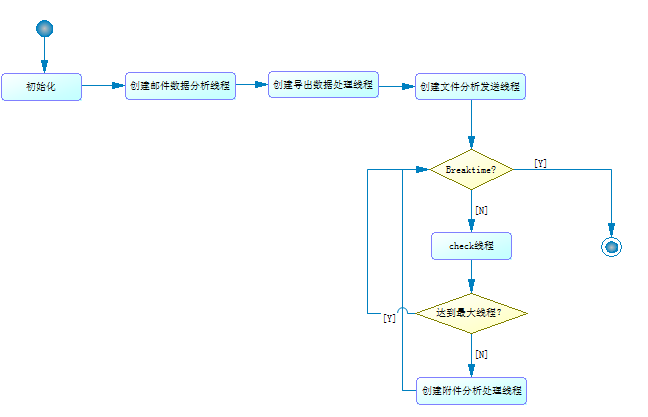 初始化
创建邮件数据分析线程
创建导出数据处理线程
创建文件分析发送线程
Breaktime?
[Y]
[N]
check线程
达到最大线程?
[Y]
[N]
创建附件分析处理线程